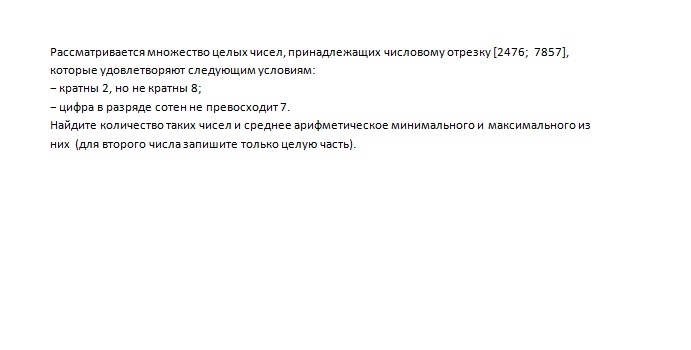 Рассматривается множество целых чисел, принадлежащих числовому отрезку [2476; 7857],
которые удовлетворяют следующим условиям:
− кратны 2, но не кратны 8;
− цифра в разряде сотен не превосходит 7.
Найдите количество таких чисел и среднее арифметическое минимального и максимального из
них (для второго числа запишите только целую часть).